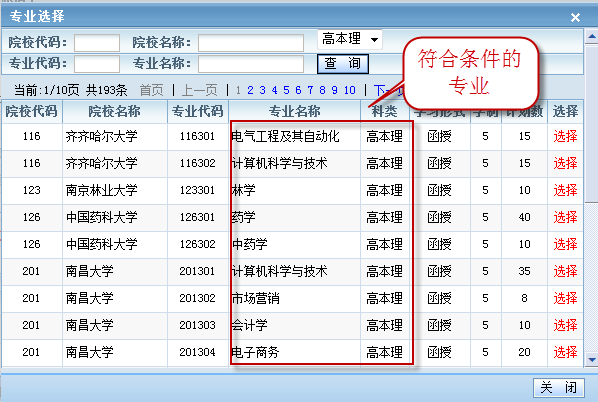 专业选择
院校代码： 院校名称： 高本理
专业代码： 专业名称： 查 询
符合条件的
专业
当前:1/10页 共193条 首页 | 上一页 | 1 2 3 4 5 6 7 8 9 10 | 下一
院校代码 院校名称 专业代码 专业名称 科类 学习形式 学制 计划数 选择
116 齐齐哈尔大学 116301 电气工程及其自动化 高本理 函授 5 15 选择
116 齐齐哈尔大学 116302 计算机科学与技术 高本理 函授 5 15 选择
123 南京林业大学 123301 林学 高本理 函授 5 10 选择
126 中国药科大学 126301 药学 高本理 函授 5 40 选择
126 中国药科大学 126302 中药学 高本理 函授 5 10 选择
201 南昌大学 201301 计算机科学与技术 高本理 函授 5 35 选择
201 南昌大学 201302 市场营销 高本理 函授 5 8 选择
201 南昌大学 201303 会计学 高本理 函授 5 10 选择
201 南昌大学 201304 电子商务 高本理 函授 5 20 选择
关 闭